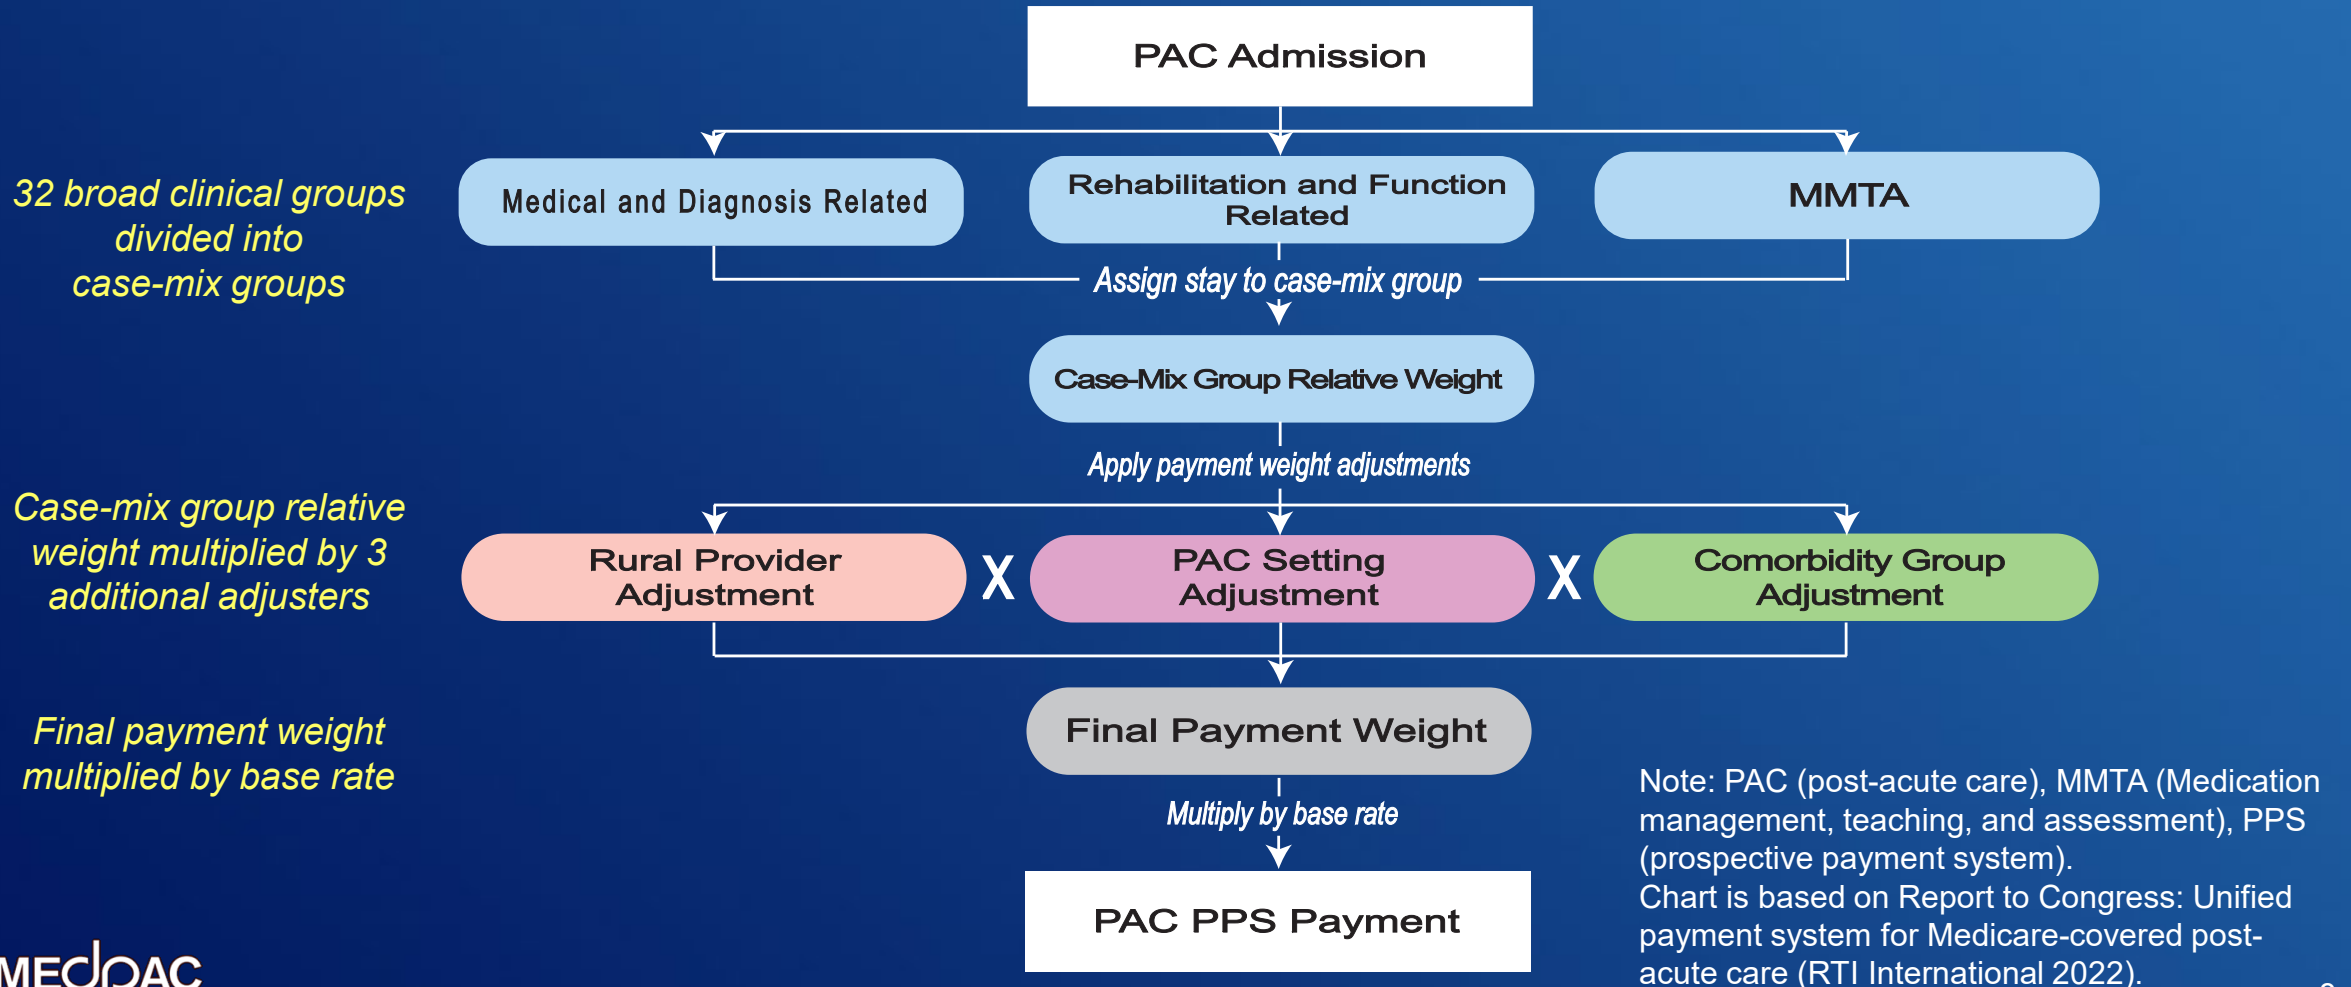 PAC Admission
32 broad clinical groups
divided into
case-mix groups
Medical and Diagnosis Related
Rehabilitation and Function
Related
MMTA
Assign stay to case-mix group
Case-Mix Group Relative Weight
Apply payment weight adjustments
Case-mix group relative
weight multiplied by 3
additional adjusters
Rural Provider
Adjustment
X
PAC Setting
Adjustment
X
Comorbidity Group
Adjustment
Final payment weight
multiplied by base rate
Final Payment Weight
Multiply by base rate
PAC PPS Payment
Note: PAC (post-acute care), MMTA (Medication
management, teaching, and assessment), PPS
(prospective payment system).
Chart is based on Report to Congress: Unified
payment system for Medicare-covered post-
acute care (RTI International 2022).
MEdpAC